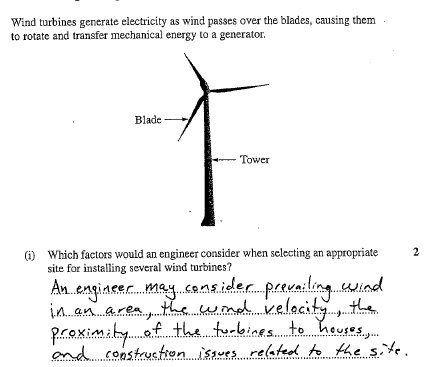 Wind turbines generate electricity as wind passes over the blades, causing them
to rotate and transfer mechanical energy to a generator.
Blade
Tower
(i) Which factors would an engineer consider when selecting an appropriate 2
site for installing several wind turbines?
An engineer may consider prevailing wind
in an area, the wind velocity, the
proximity of the turbines to houses,
and construction issues related to the site.